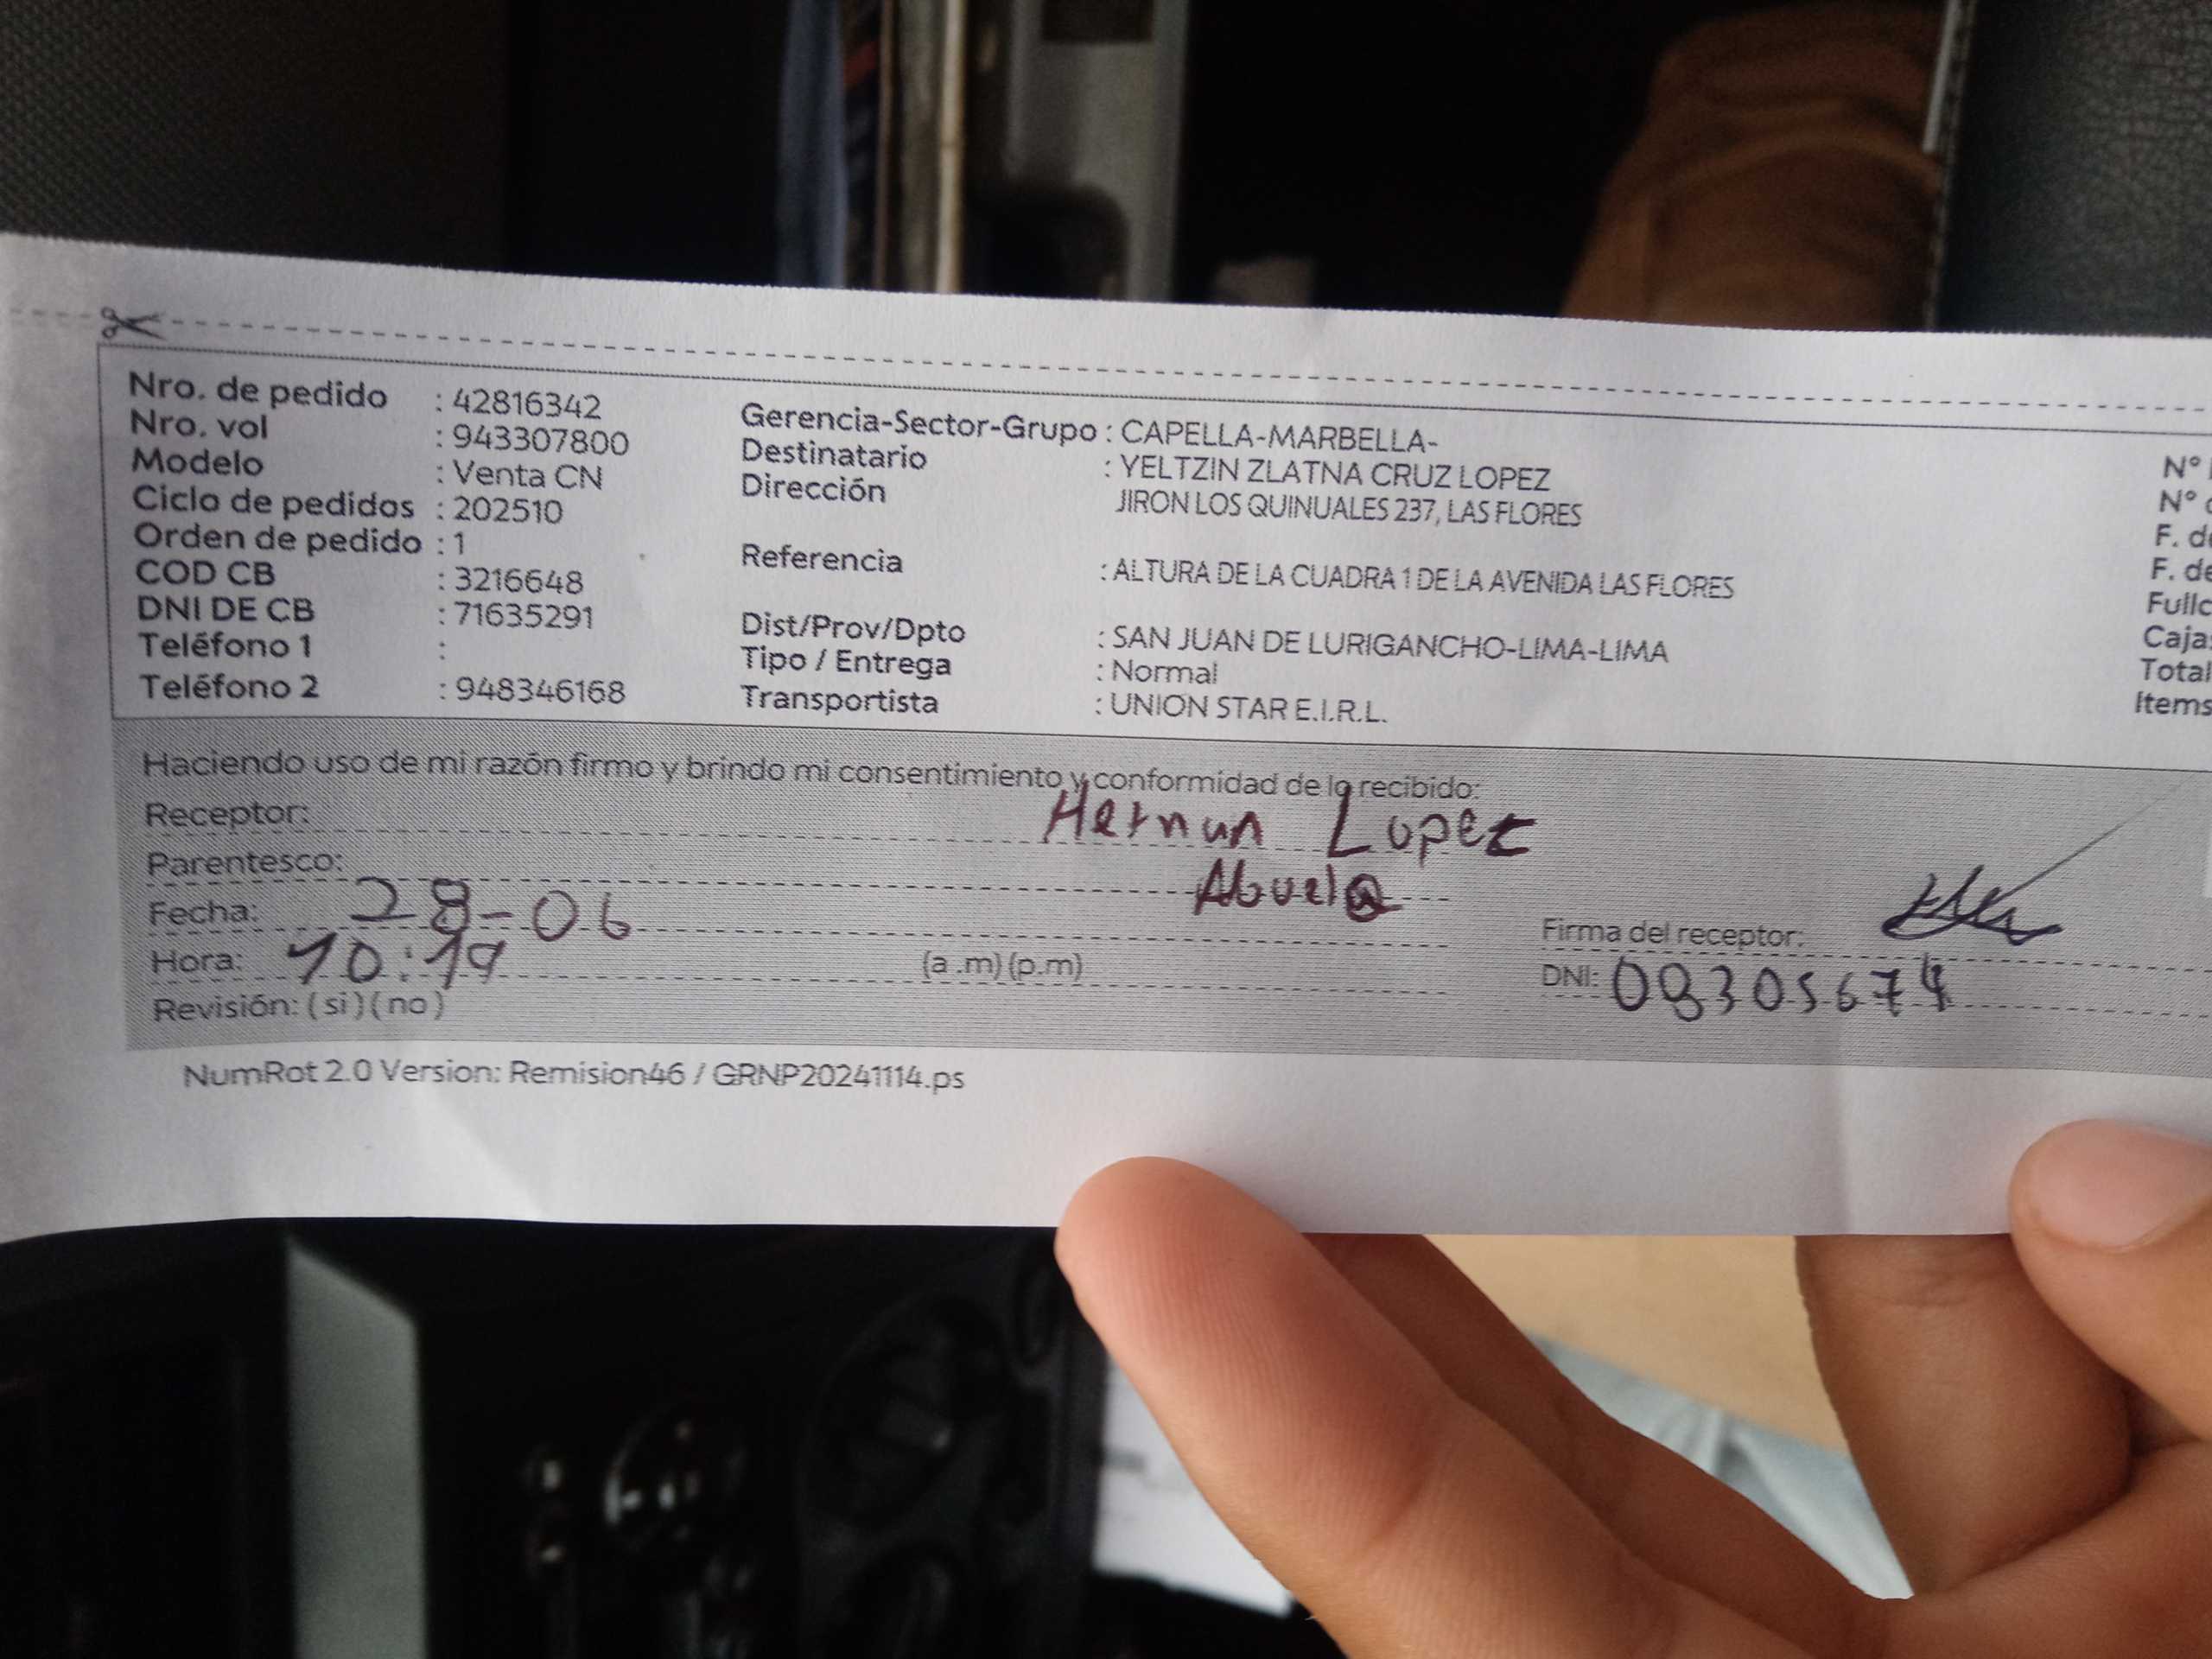 Nro. de pedido : 42816342
Nro. vol : 943307800
Modelo : Venta CN
Ciclo de pedidos : 202510
Orden de pedido : 1
COD CB : 3216648
DNI DE CB : 71635291
Teléfono 1 :
Teléfono 2 : 948346168
Gerencia-Sector-Grupo : CAPELLA-MARBELLA-
Destinatario : YELTZIN ZLATNA CRUZ LOPEZ
Dirección JIRON LOS QUINUALES 237, LAS FLORES
Referencia : ALTURA DE LA CUADRA 1 DE LA AVENIDA LAS FLORES
Dist/Prov/Dpto : SAN JUAN DE LURIGANCHO-LIMA-LIMA
Tipo / Entrega : Normal
Transportista : UNION STAR E.I.R.L.
N°
N°
F. de
F. de
Fullc
Cajas
Total
Items
Haciendo uso de mi razón firmo y brindo mi consentimiento y conformidad de lo recibido:
Receptor: Hernun Lopez
Parentesco: Abuelo
Fecha: 28-06
Hora: 10:19 (a .m) (p.m)
Revisión: ( si ) ( no )
Firma del receptor:
DNI: 08305674
NumRot 2.0 Version: Remision46 / GRNP20241114.ps